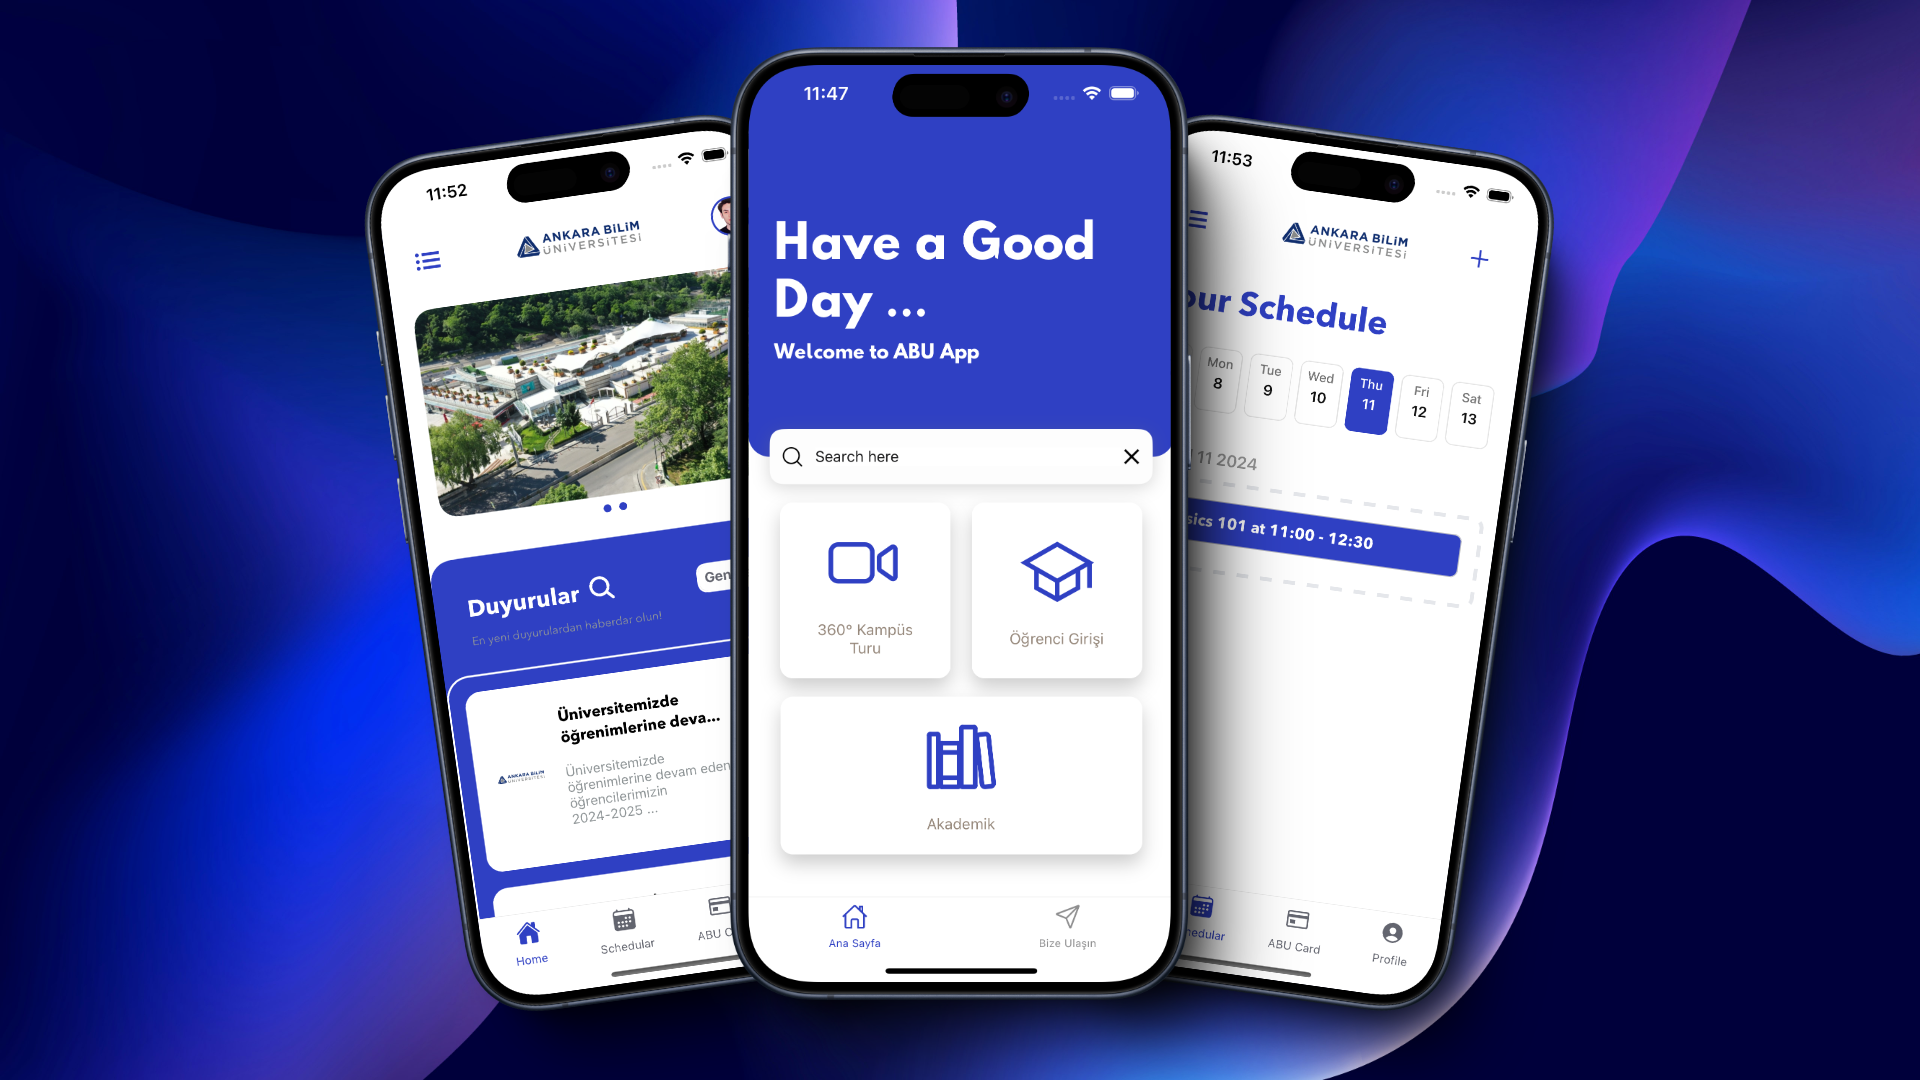 11:52
ANKARA BİLİM
ÜNİVERSİTESİ
Duyurular
En yeni duyurulardan haberdar olun!
Üniversitemizde
öğrenimlerine deva...
ANKARA BİLİM
ÜNİVERSİTESİ
Üniversitemizde
öğrenimlerine devam eden
öğrencilerimizin
2024-2025 ...
Home
Schedular
ABU
11:47
Have a Good
Day ...
Welcome to ABU App
Search here
360° Kampüs
Turu
Öğrenci Girişi
Akademik
Ana Sayfa
Bize Ulaşın
11:53
ANKARA BİLİM
ÜNİVERSİTESİ
Schedule
Mon Tue Wed Thu Fri Sat
8 9 10 11 12 13
11 2024
101 at 11:00 - 12:30
ABU Card
Profile